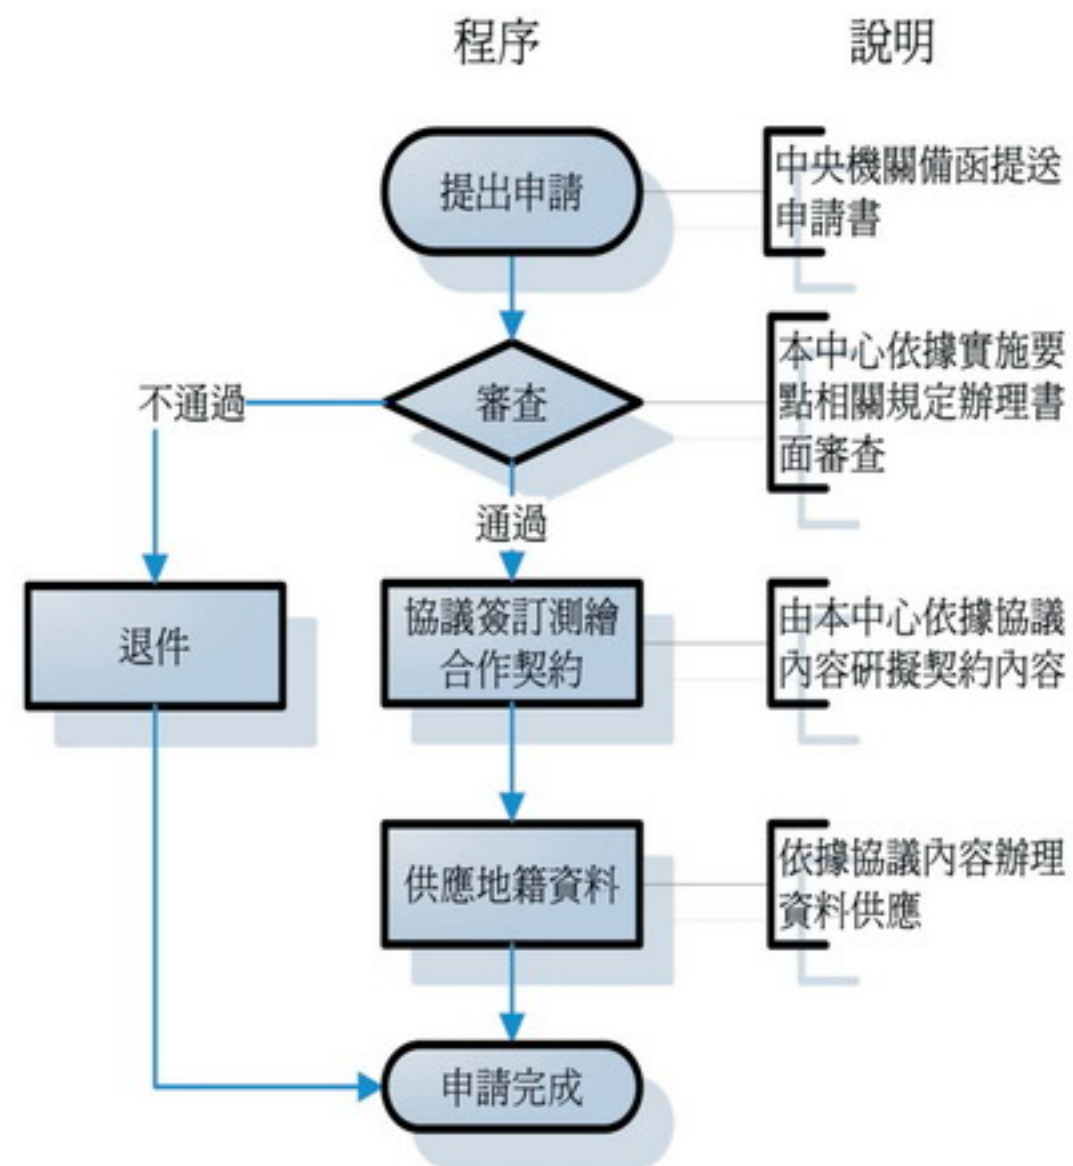 程序
說明
提出申請
中央機關備函提送
申請書
審查
本中心依據實施要
點相關規定辦理書
面審查
不通過
通過
退件
協議簽訂測繪
合作契約
由本中心依據協議
內容研擬契約內容
供應地籍資料
依據協議內容辦理
資料供應
申請完成